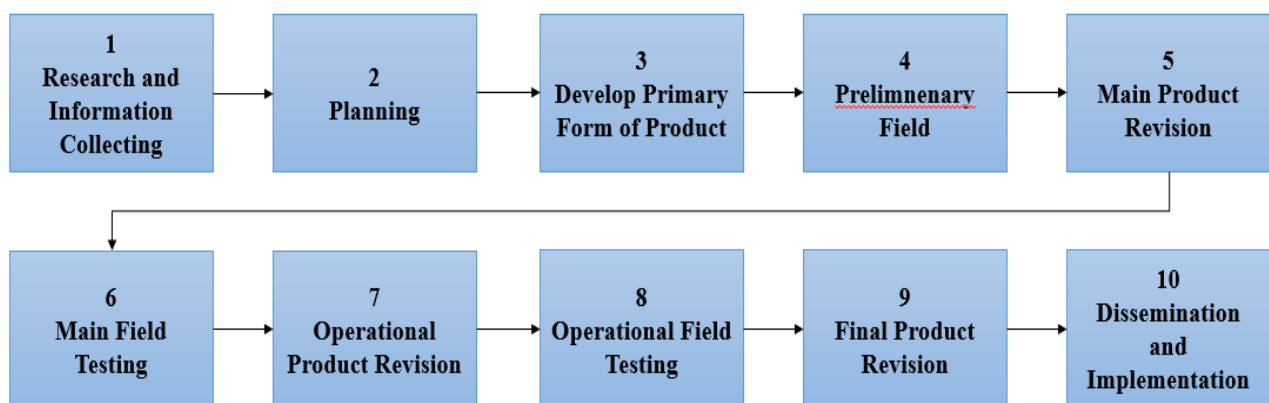 1
Research and
Information
Collecting
2
Planning
3
Develop Primary
Form of Product
4
Prelimnenary
Field
5
Main Product
Revision
6
Main Field
Testing
7
Operational
Product Revision
8
Operational Field
Testing
9
Final Product
Revision
10
Dissemination
and
Implementation